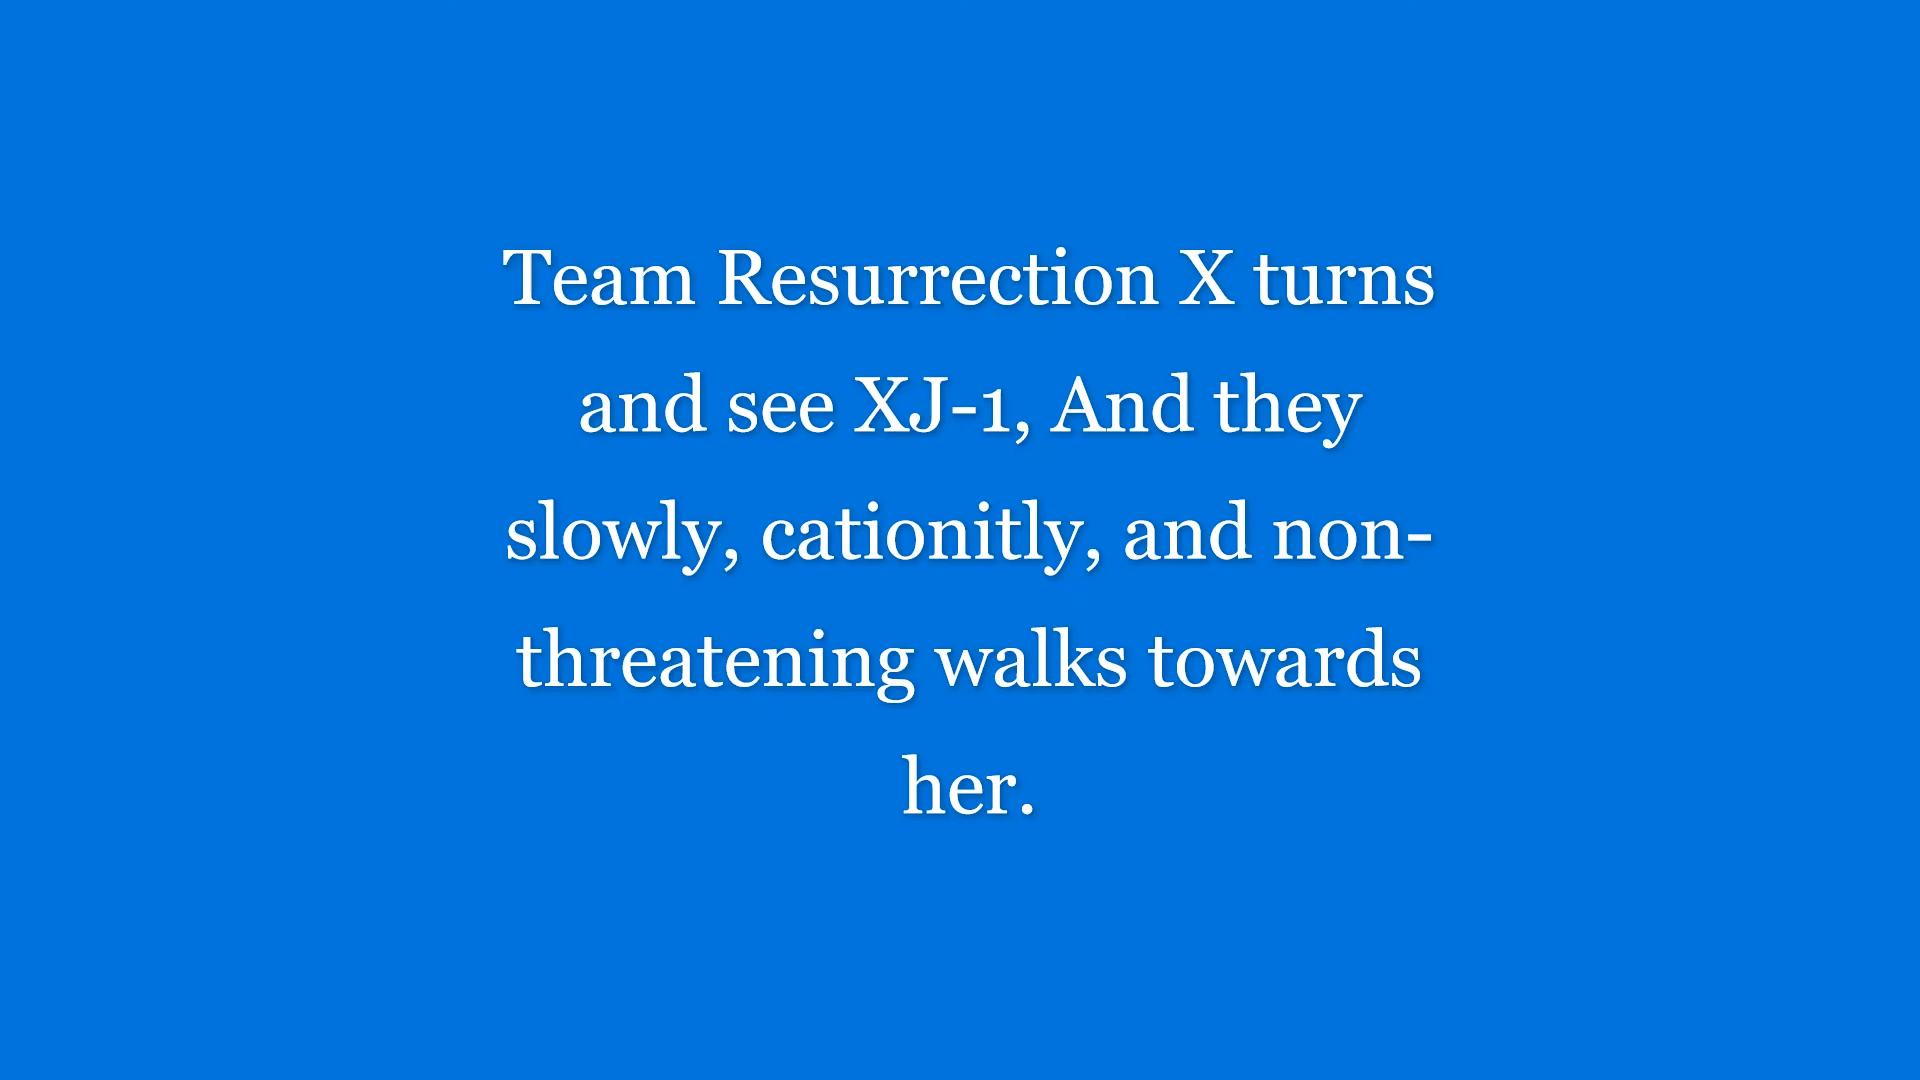 Team Resurrection X turns
and see XJ-1, And they
slowly, cationitly, and non-
threatening walks towards
her.